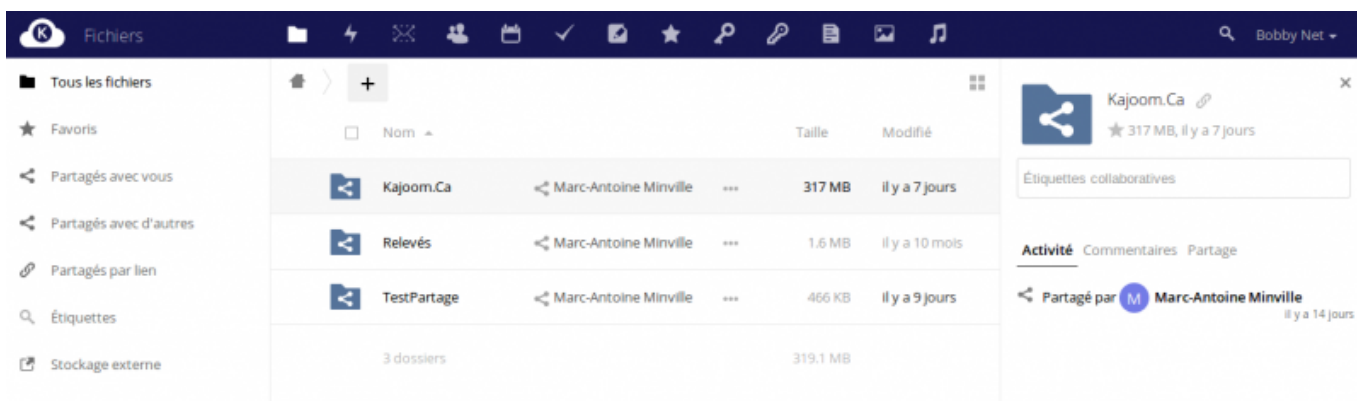 K Fichiers Bobby Net
Tous les fichiers
Favoris
Partagés avec vous
Partagés avec d'autres
Partagés par lien
Étiquettes
Stockage externe
+
Nom Taille Modifié
Kajoom.Ca Marc-Antoine Minville 317 MB il y a 7 jours
Relevés Marc-Antoine Minville 1.6 MB il y a 10 mois
TestPartage Marc-Antoine Minville 466 KB il y a 9 jours
3 dossiers 319.1 MB
Kajoom.Ca
317 MB, il y a 7 jours
Étiquettes collaboratives
Activité Commentaires Partage
Partagé par M Marc-Antoine Minville
il y a 14 jours